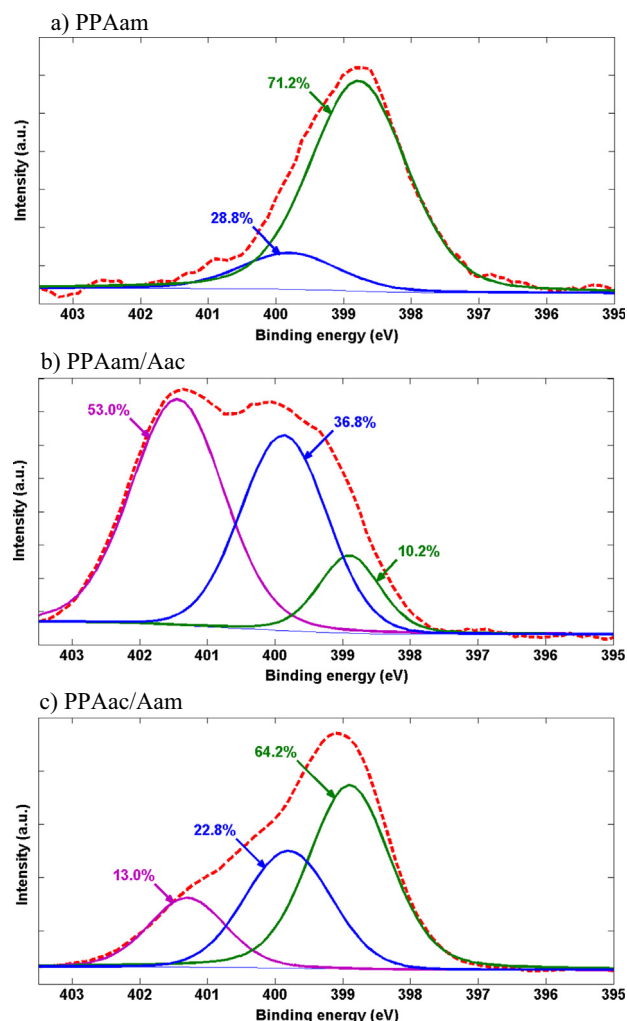 a) PPAam
71.2%
28.8%
Intensity (a.u.)
403 402 401 400 399 398 397 396 395
Binding energy (eV)
b) PPAam/Aac
53.0%
36.8%
10.2%
Intensity (a.u.)
403 402 401 400 399 398 397 396 395
Binding energy (eV)
c) PPAac/Aam
64.2%
22.8%
13.0%
Intensity (a.u.)
403 402 401 400 399 398 397 396 395
Binding energy (eV)